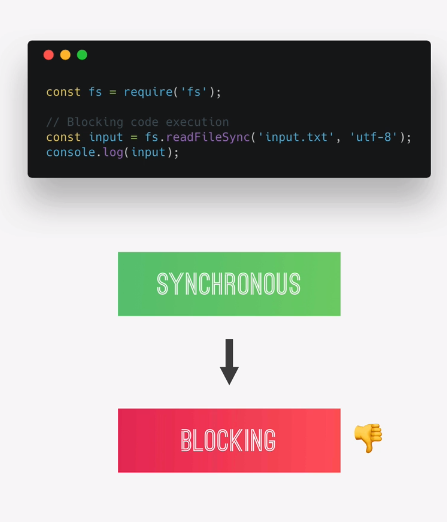 const fs = require('fs');
// Blocking code execution
const input = fs.readFileSync('input.txt', 'utf-8');
console.log(input);
SYNCHRONOUS
BLOCKING